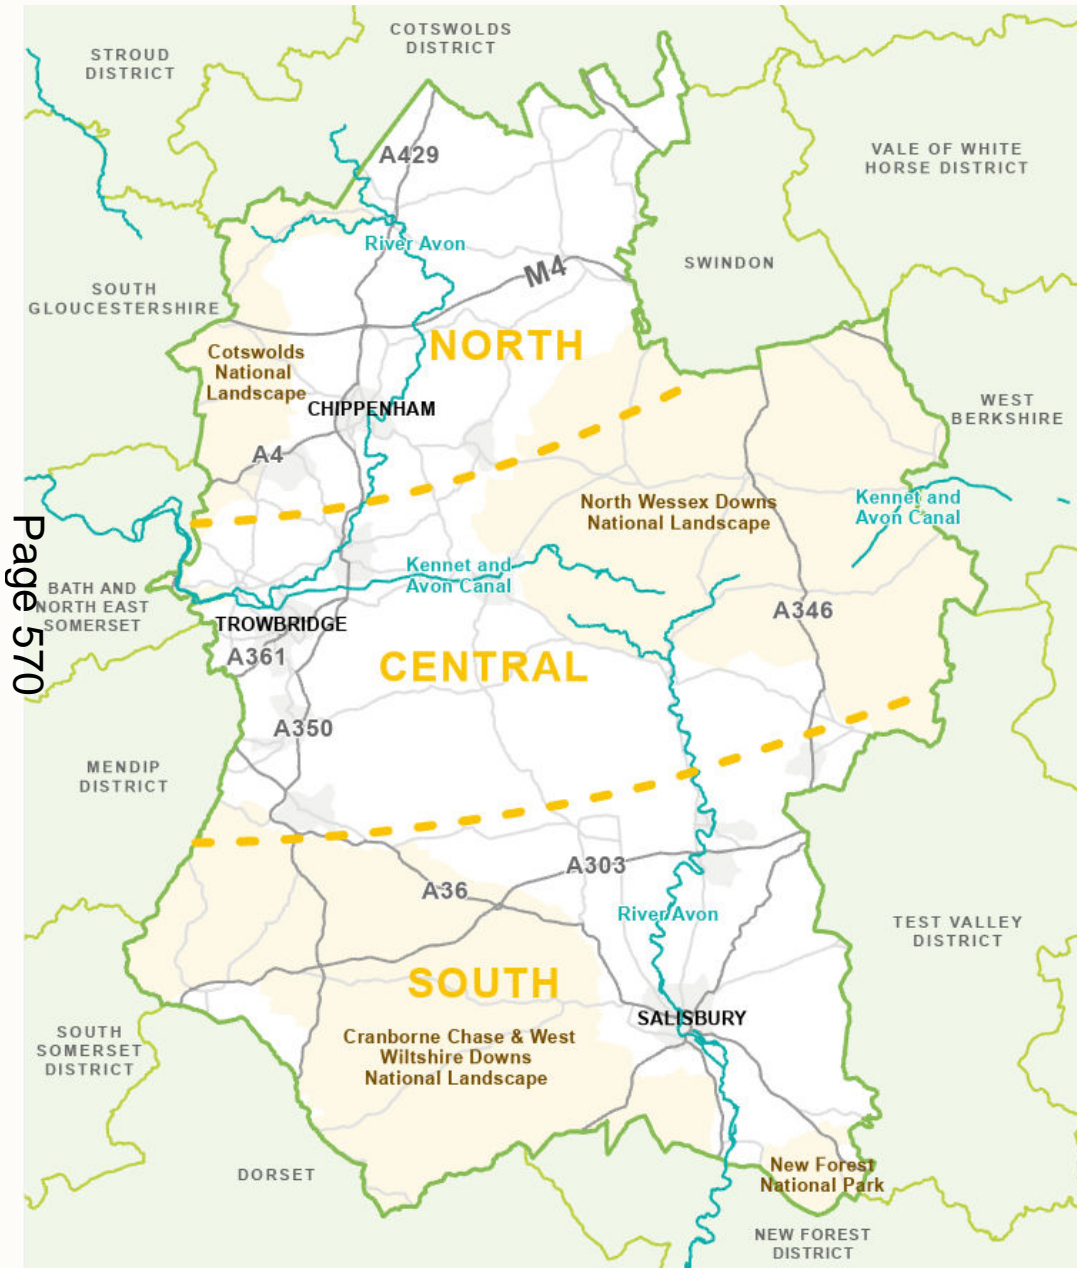 COTSWOLDS
DISTRICT
STROUD
DISTRICT
A429
VALE OF WHITE
HORSE DISTRICT
River Avon
M4
SWINDON
SOUTH
GLOUCESTERSHIRE
NORTH
Cotswolds
National
Landscape
CHIPPENHAM
WEST
BERKSHIRE
A4
North Wessex Downs
National Landscape
Kennet and
Avon Canal
Page 570
Kennet and
Avon Canal
BATH AND
NORTH EAST
SOMERSET
TROWBRIDGE
A346
A361
CENTRAL
A350
MENDIP
DISTRICT
A303
A36
River Avon
TEST VALLEY
DISTRICT
SOUTH
SALISBURY
SOUTH
SOMERSET
DISTRICT
Cranborne Chase & West
Wiltshire Downs
National Landscape
DORSET
New Forest
National Park
NEW FOREST
DISTRICT